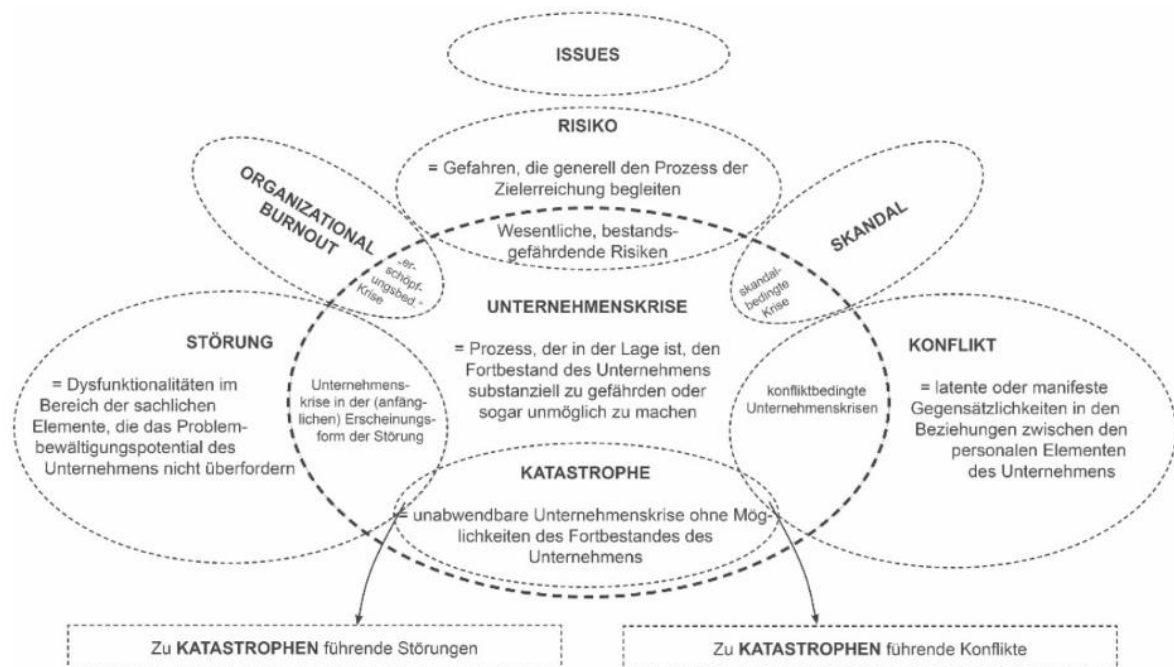 ISSUES
RISIKO
= Gefahren, die generell den Prozess der
Zielerreichung begleiten
Wesentliche, bestands-
gefährdende Risiken
ORGANIZATIONAL
BURNOUT
„er-
schöpf-
ungsbed.“
Krise
SKANDAL
skandal-
bedingte
Krise
UNTERNEHMENSKRISE
= Prozess, der in der Lage ist, den
Fortbestand des Unternehmens
substanziell zu gefährden oder
sogar unmöglich zu machen
STÖRUNG
= Dysfunktionalitäten im
Bereich der sachlichen
Elemente, die das Problem-
bewältigungspotential des
Unternehmens nicht überfordern
Unternehmens-
krise in der (anfäng-
lichen) Erscheinungs-
form der Störung
konfliktbedingte
Unternehmenskrisen
KONFLIKT
= latente oder manifeste
Gegensätzlichkeiten in den
Beziehungen zwischen den
personalen Elementen
des Unternehmens
KATASTROPHE
= unabwendbare Unternehmenskrise ohne Mög-
lichkeiten des Fortbestandes des
Unternehmens
Zu KATASTROPHEN führende Störungen
Zu KATASTROPHEN führende Konflikte